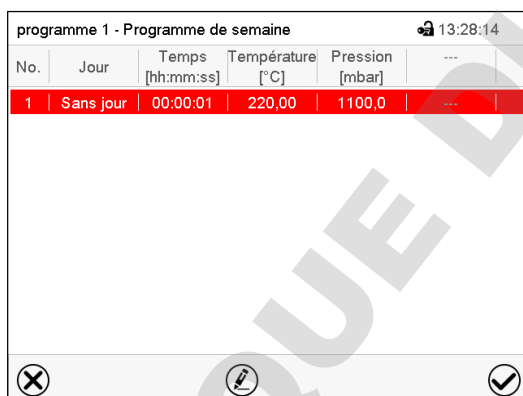 programme 1 - Programme de semaine 13:28:14
No. Jour Temps [hh:mm:ss] Température [°C] Pression [mbar] ---
1 Sans jour 00:00:01 220,00 1100,0 ---
QUE D